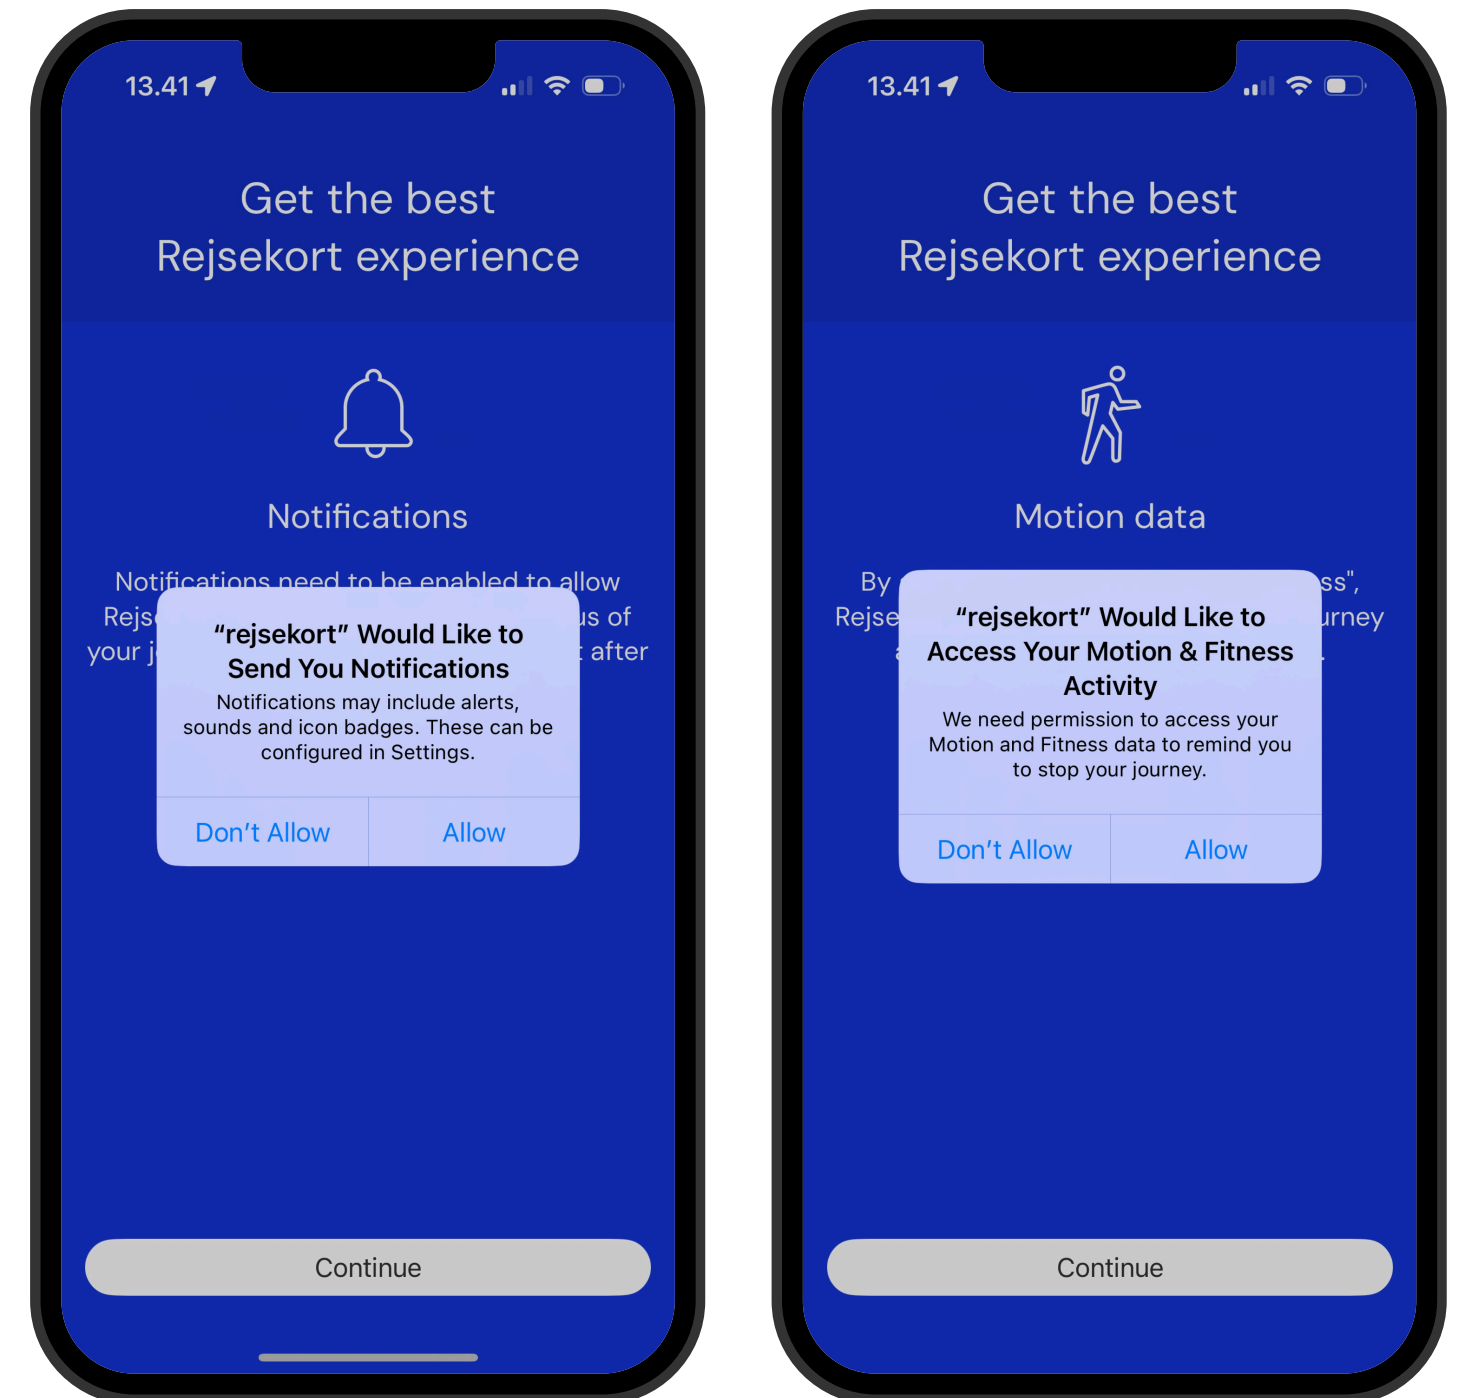 13.41
Get the best
Rejsekort experience
Notifications
Notifications need to be enabled to allow
us of
your after
“rejsekort” Would Like to
Send You Notifications
Notifications may include alerts,
sounds and icon badges. These can be
configured in Settings.
Don’t Allow
Allow
Continue
13.41
Get the best
Rejsekort experience
Motion data
By
“rejsekort” Would Like to
Access Your Motion & Fitness
Activity
We need permission to access your
Motion and Fitness data to remind you
to stop your journey.
Don’t Allow
Allow
Continue